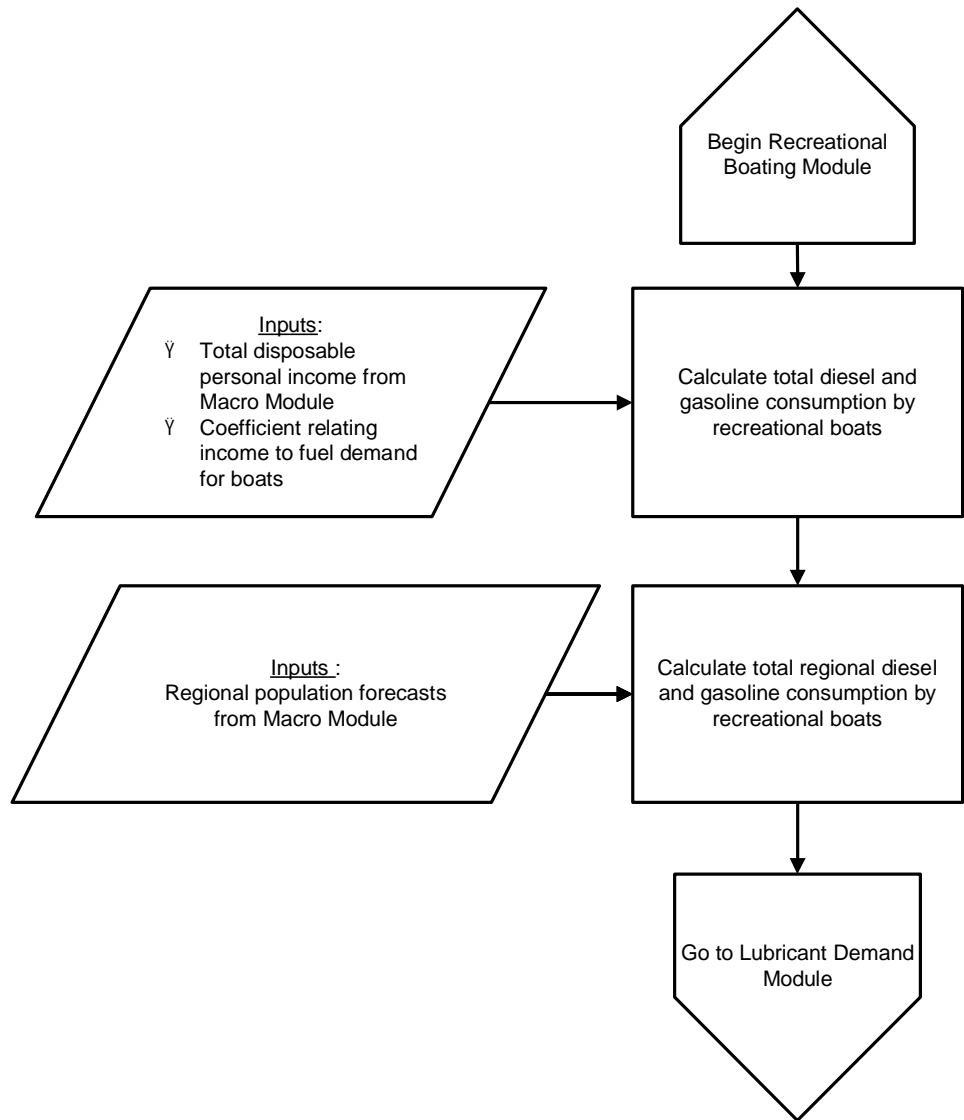 Begin Recreational
Boating Module
Inputs:
Ÿ Total disposable
personal income from
Macro Module
Ÿ Coefficient relating
income to fuel demand
for boats
Calculate total diesel and
gasoline consumption by
recreational boats
Inputs :
Regional population forecasts
from Macro Module
Calculate total regional diesel
and gasoline consumption by
recreational boats
Go to Lubricant Demand
Module